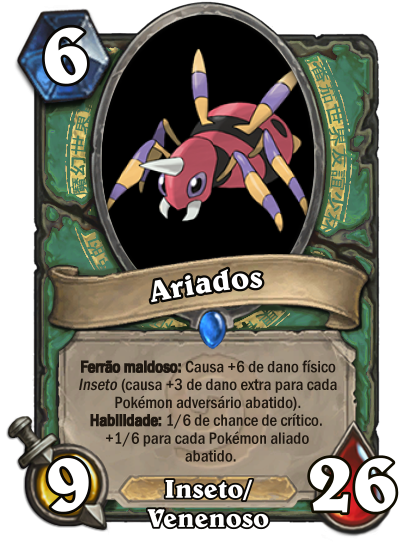 6
Ariados
Ferrão maldoso: Causa +6 de dano físico
Inseto (causa +3 de dano extra para cada
Pokémon adversário abatido).
Habilidade: 1/6 de chance de crítico.
+1/6 para cada Pokémon aliado
abatido.
9
Inseto/
Venenoso
26